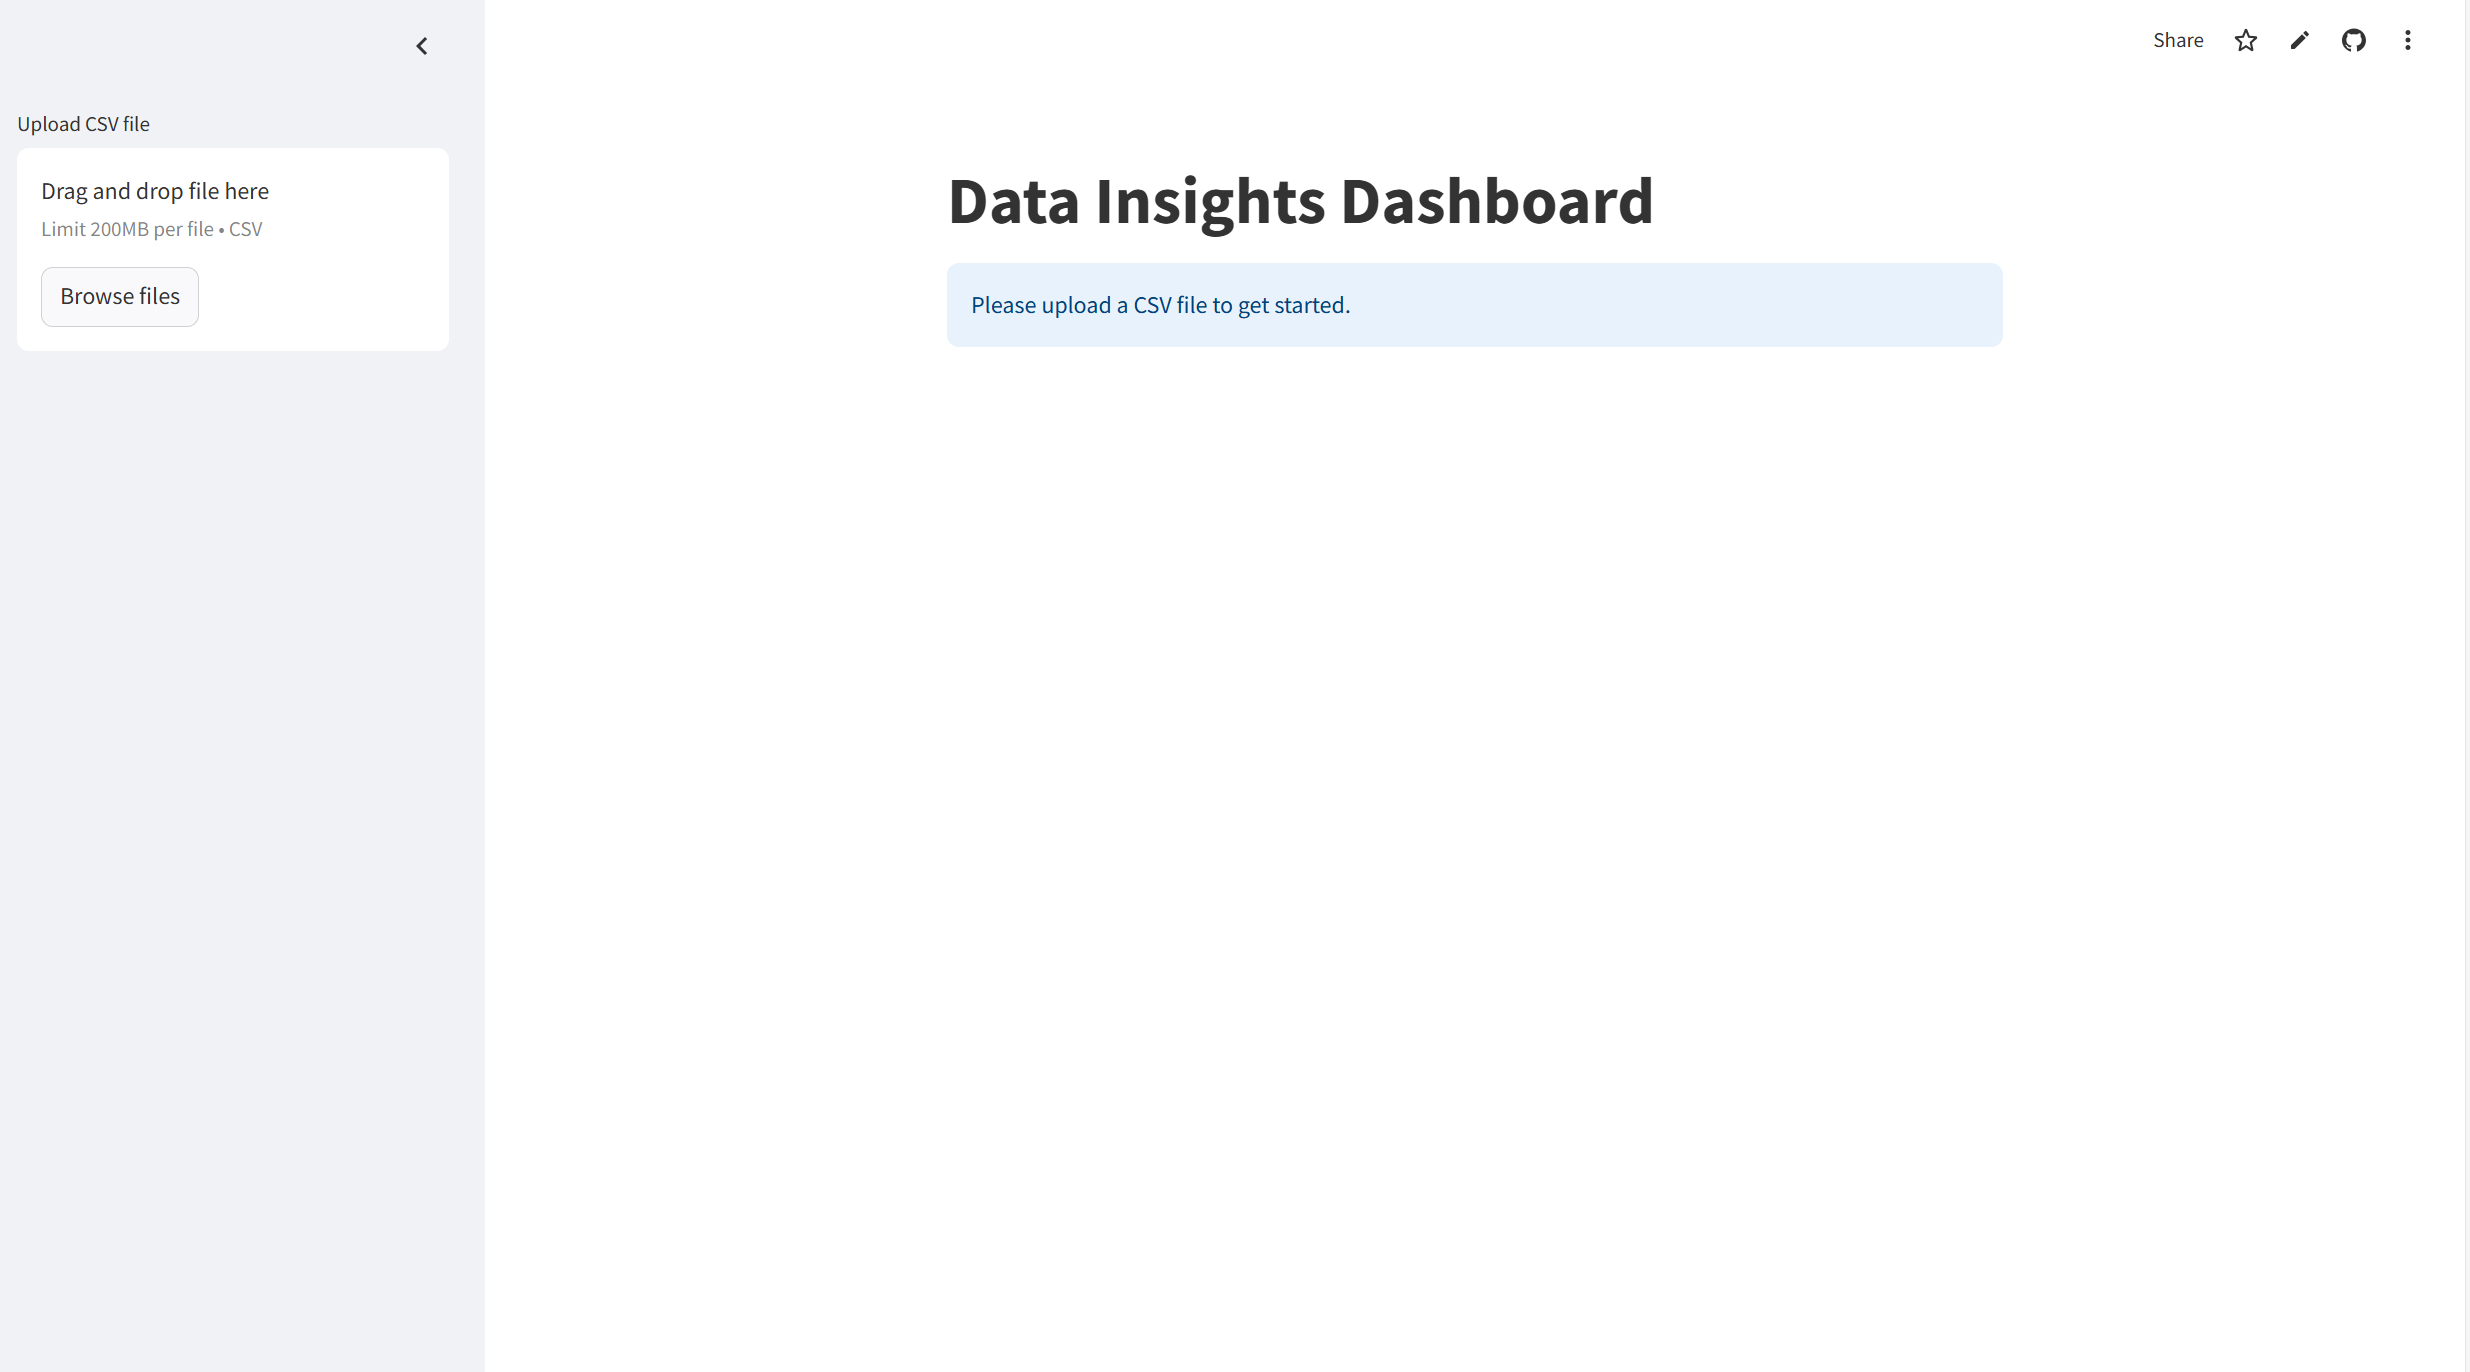 Share
Upload CSV file
Drag and drop file here
Limit 200MB per file • CSV
Browse files
Data Insights Dashboard
Please upload a CSV file to get started.